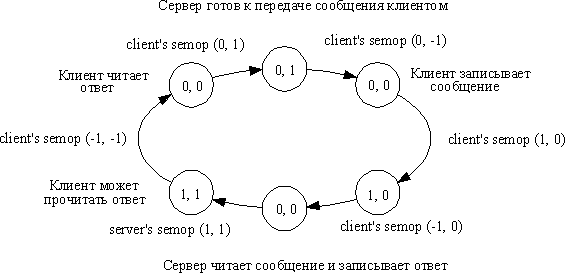 Сервер готов к передаче сообщения клиентом
client's semop (0, 1)
client's semop (0, -1)
0, 1
Клиент читает
ответ
0, 0
0, 0
Клиент записывает
сообщение
client's semop (-1, -1)
client's semop (1, 0)
Клиент может
прочитать ответ
1, 1
0, 0
1, 0
server's semop (1, 1)
client's semop (-1, 0)
Сервер читает сообщение и записывает ответ